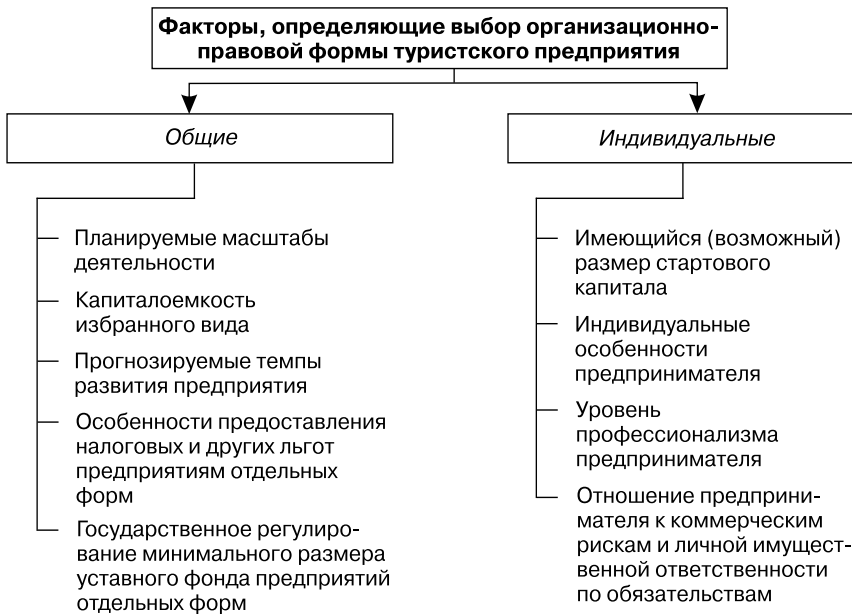 Факторы, определяющие выбор организационно-
правовой формы туристского предприятия
Общие
Планируемые масштабы
деятельности
Капиталоемкость
избранного вида
Прогнозируемые темпы
развития предприятия
Особенности предоставления
налоговых и других льгот
предприятиям отдельных
форм
Государственное регулиро-
вание минимального размера
уставного фонда предприятий
отдельных форм
Индивидуальные
Имеющийся (возможный)
размер стартового
капитала
Индивидуальные
особенности
предпринимателя
Уровень
профессионализма
предпринимателя
Отношение предприни-
мателя к коммерческим
рискам и личной имущест-
венной ответственности
по обязательствам